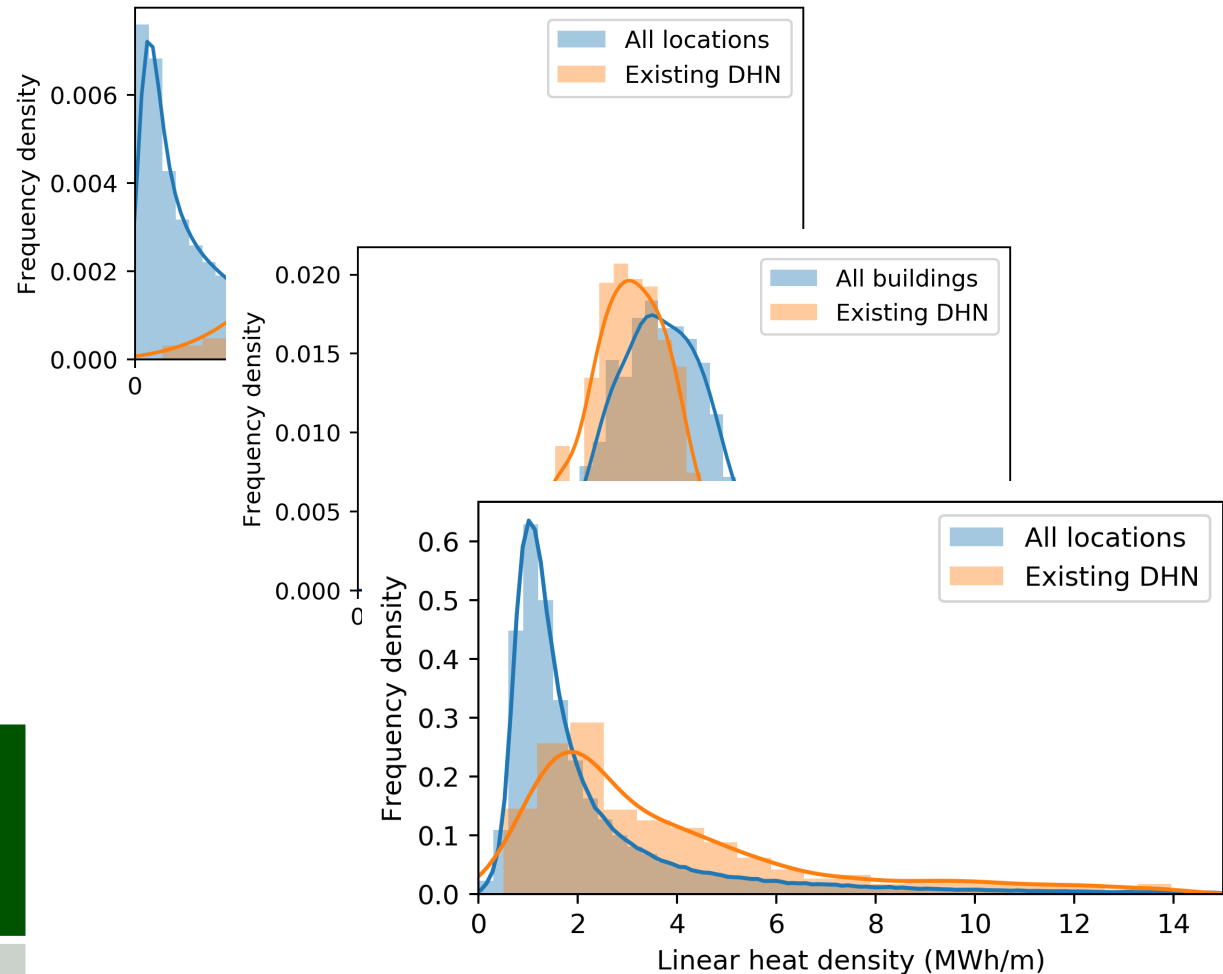 All locations
Existing DHN
Frequency density
0.006
0.004
0.002
0.000
0
All buildings
Existing DHN
Frequency density
0.020
0.015
0.010
0.005
0.000
0
All locations
Existing DHN
Frequency density
0.6
0.5
0.4
0.3
0.2
0.1
0.0
0 2 4 6 8 10 12 14
Linear heat density (MWh/m)